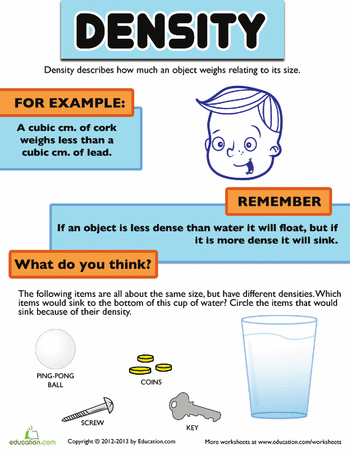 DENSITY
Density describes how much an object weighs relating to its size.
FOR EXAMPLE:
A cubic cm. of cork
weighs less than a
cubic cm. of lead.
REMEMBER
If an object is less dense than water it will float, but if
it is more dense it will sink.
What do you think?
The following items are all about the same size, but have different densities. Which
items would sink to the bottom of this cup of water? Circle the items that would
sink because of their density.
PING-PONG
BALL
COINS
SCREW
KEY
education.com
Copyright © 2012-2013 by Education.com
More worksheets at www.education.com/worksheets